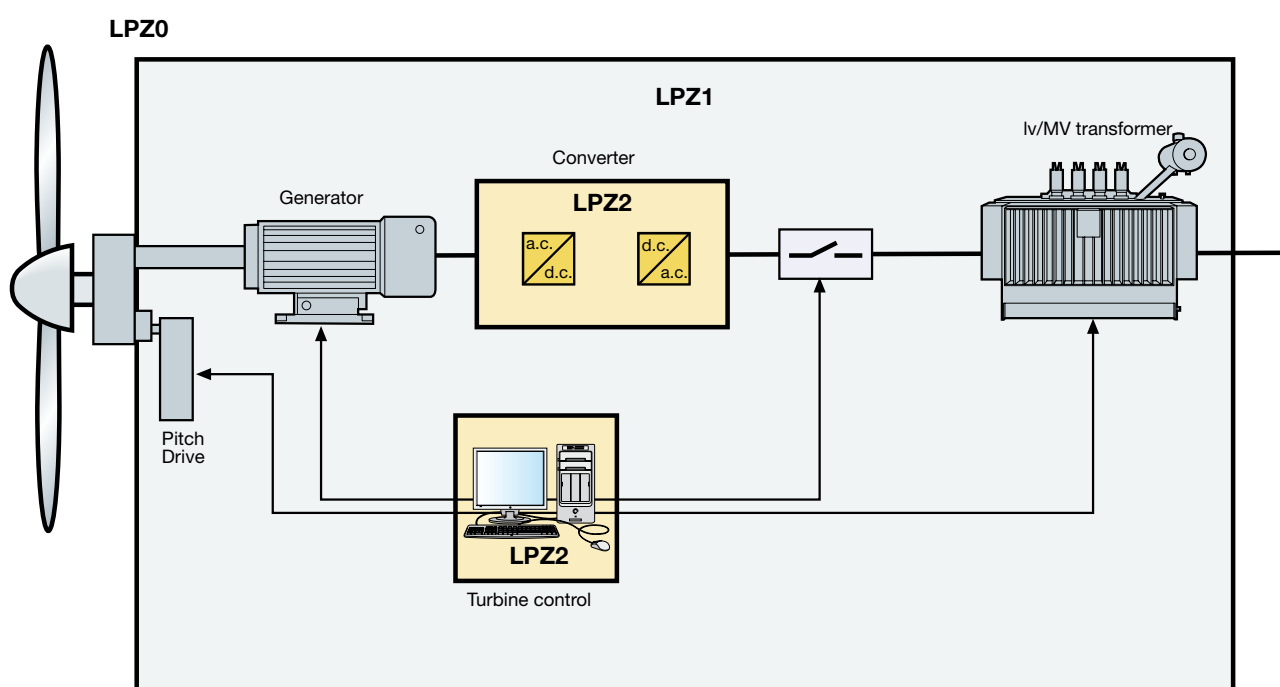 LPZ0
LPZ1
lv/MV transformer
Converter
Generator
LPZ2
a.c.
d.c.
d.c.
a.c.
Pitch
Drive
LPZ2
Turbine control